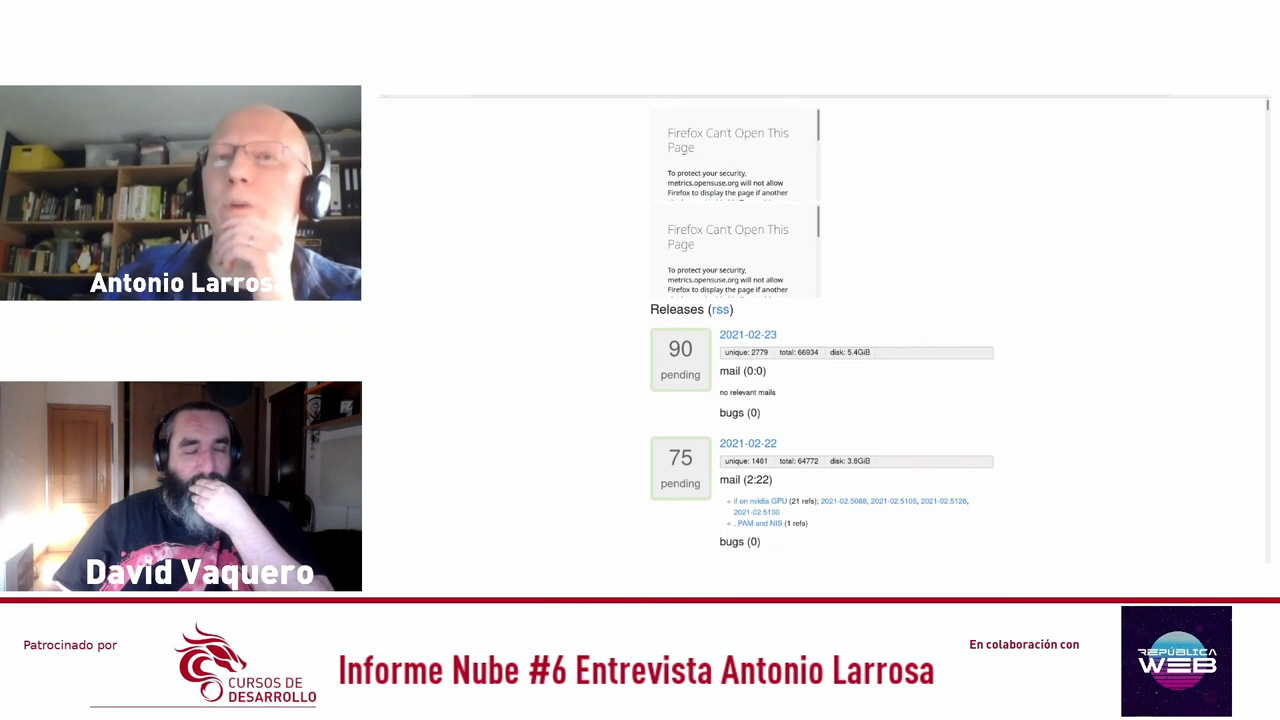 Antonio Larrosa
David Vaquero
Firefox Can't Open This
Page
To protect your security,
metrics.opensuse.org will not allow
Firefox to display the page if another
Firefox Can't Open This
Page
To protect your security,
metrics.opensuse.org will not allow
Firefox to display the page if another
Releases (rss)
90
pending
2021-02-23
unique: 2779 total: 66934 disk: 5.4GiB
mail (0:0)
no relevant mails
bugs (0)
75
pending
2021-02-22
unique: 1461 total: 64772 disk: 3.8GiB
mail (2:22)
if on nvidia GPU (21 refs); 2021-02.5088, 2021-02.5105, 2021-02.5128,
2021-02.5130
, PAM and NIS (1 refs)
bugs (0)
Patrocinado por
CURSOS DE
DESARROLLO
Informe Nube #6 Entrevista Antonio Larrosa
En colaboración con
REPÚBLICA
WEB